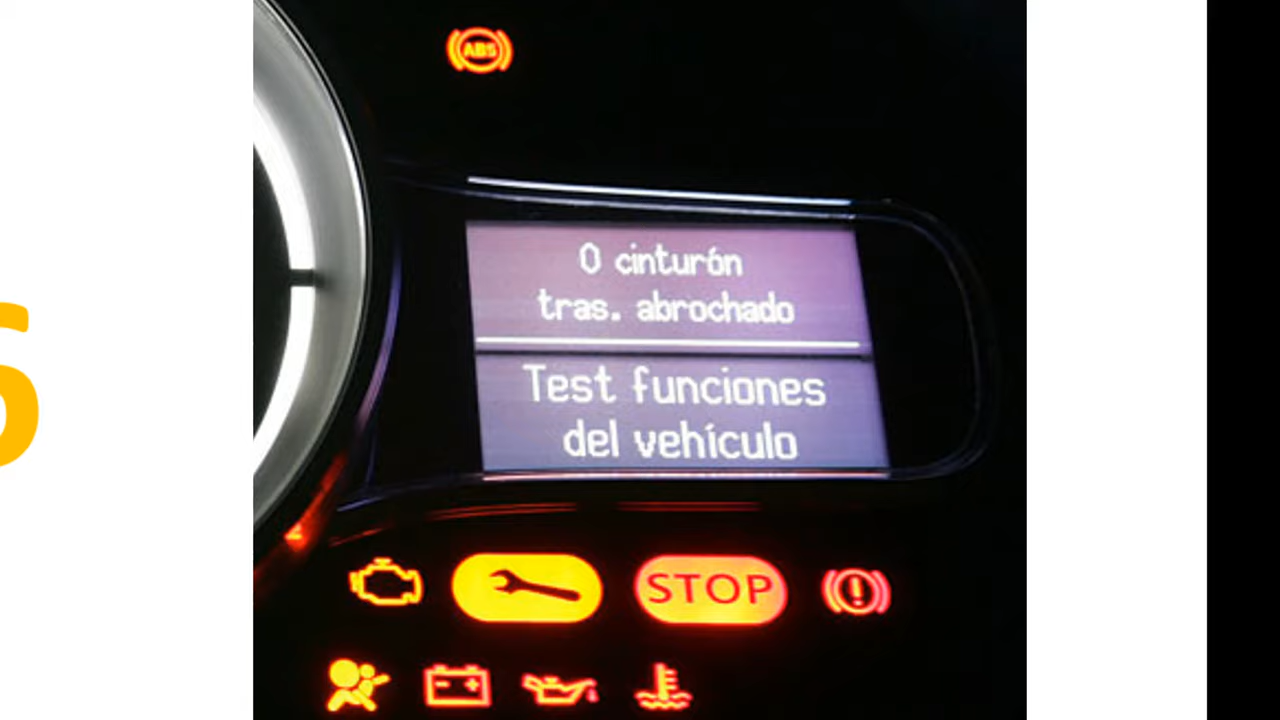 ABS
0 cinturón
tras. abrochado
Test funciones
del vehículo
STOP